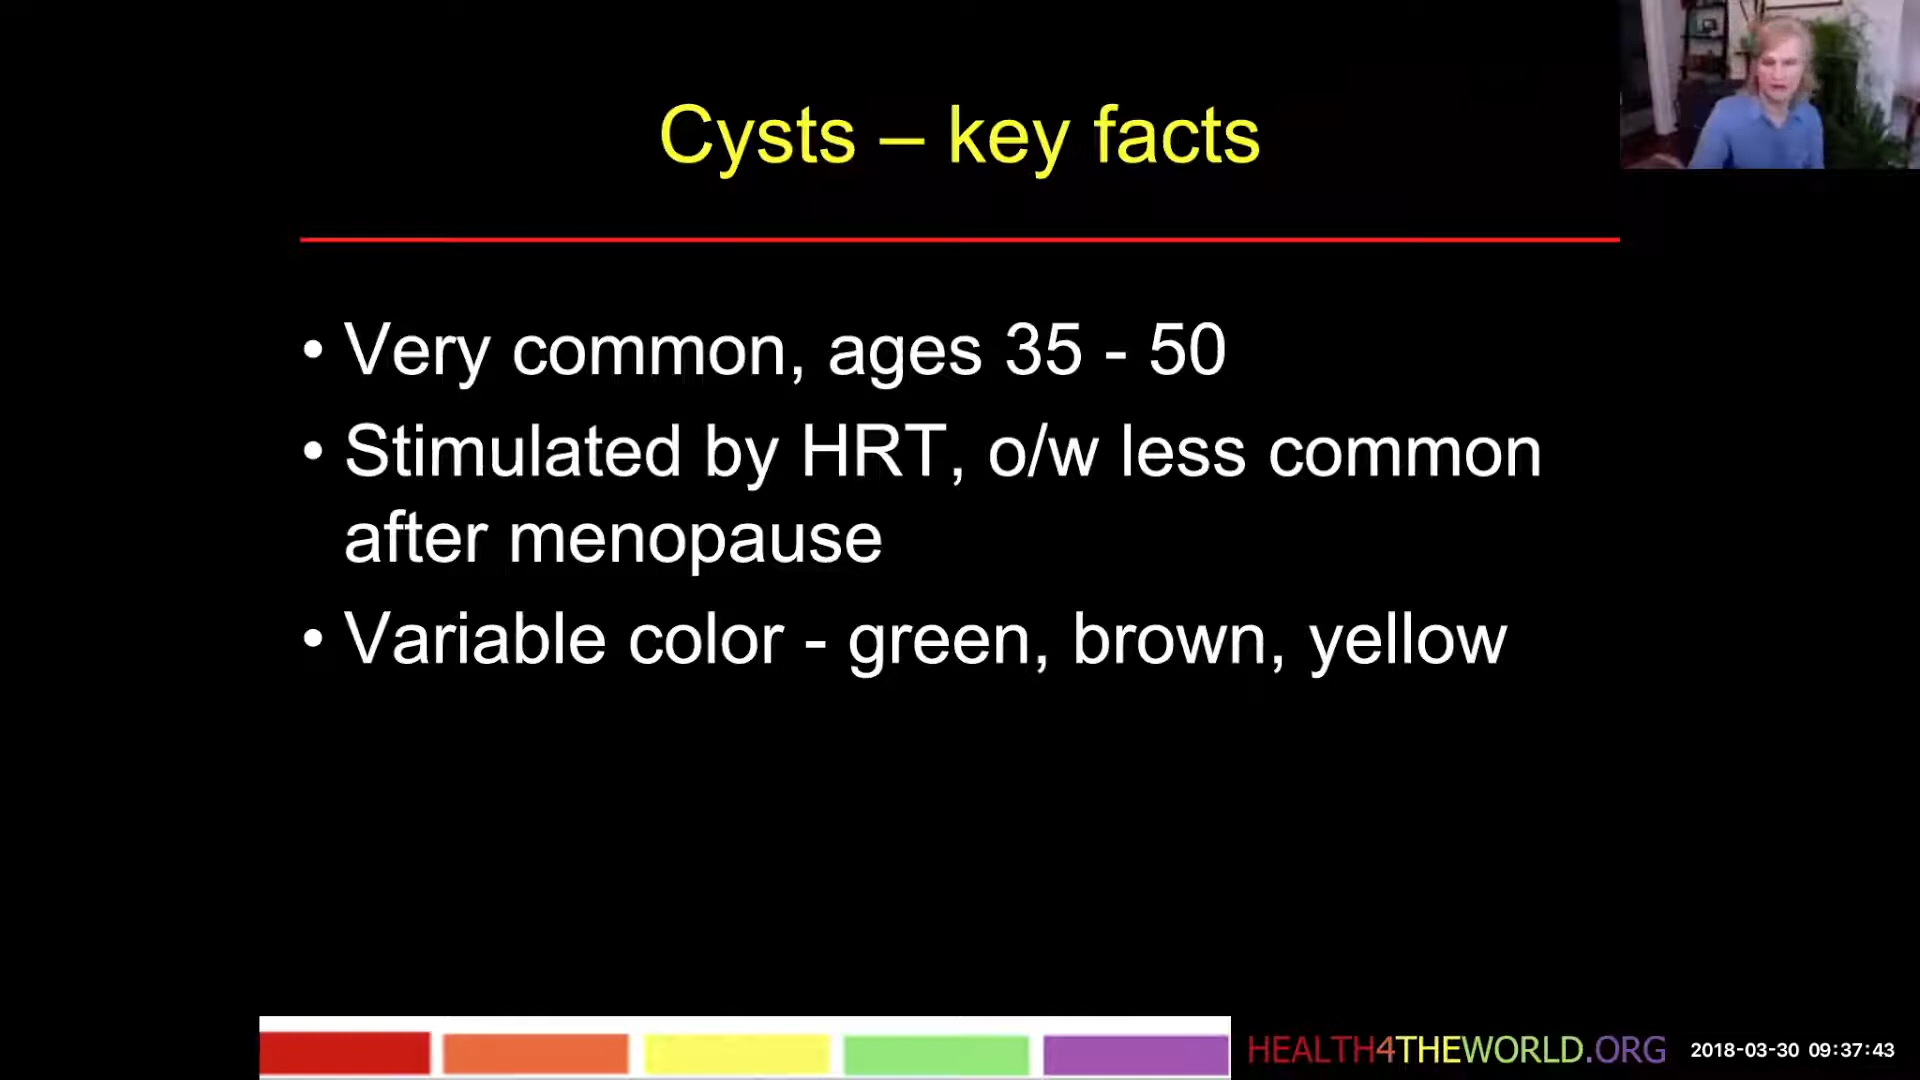 Cysts – key facts
• Very common, ages 35 - 50
• Stimulated by HRT, o/w less common
after menopause
• Variable color - green, brown, yellow
HEALTH4THEWORLD.ORG
2018-03-30 09:37:43